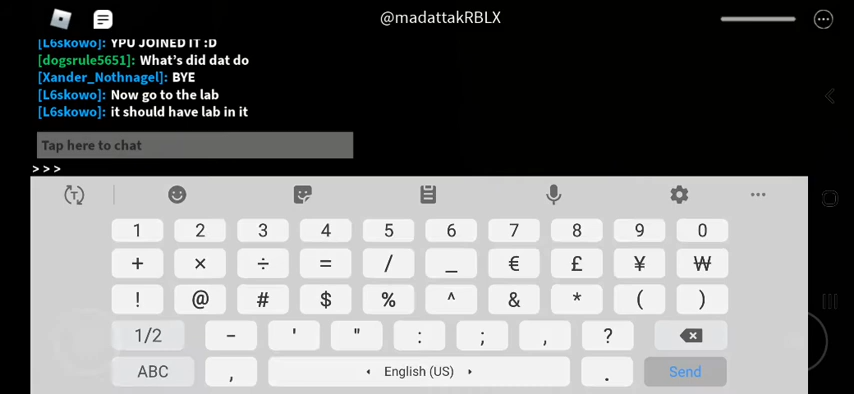 @madattakRBLX
[L6skowo]: YPU JOINED IT :D
[dogsrule5651]: What's did dat do
[Xander_Nothnagel]: BYE
[L6skowo]: Now go to the lab
[L6skowo]: it should have lab in it
Tap here to chat
> > >
1 2 3 4 5 6 7 8 9 0
+ × ÷ = / _ € £ ¥ ₩
! @ # $ % ^ & * ( )
1/2 - ' " : ; , ?
ABC , English (US) . Send